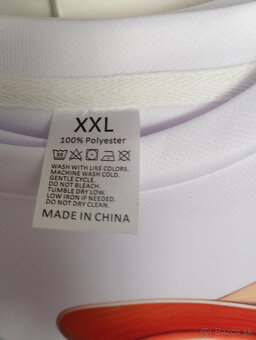 XXL
100% Polyester
30
WASH WITH LIKE COLORS.
MACHINE WASH COLD.
GENTLE CYCLE.
DO NOT BLEACH.
TUMBLE DRY LOW.
LOW IRON IF NEEDED.
DO NOT DRY CLEAN.
MADE IN CHINA